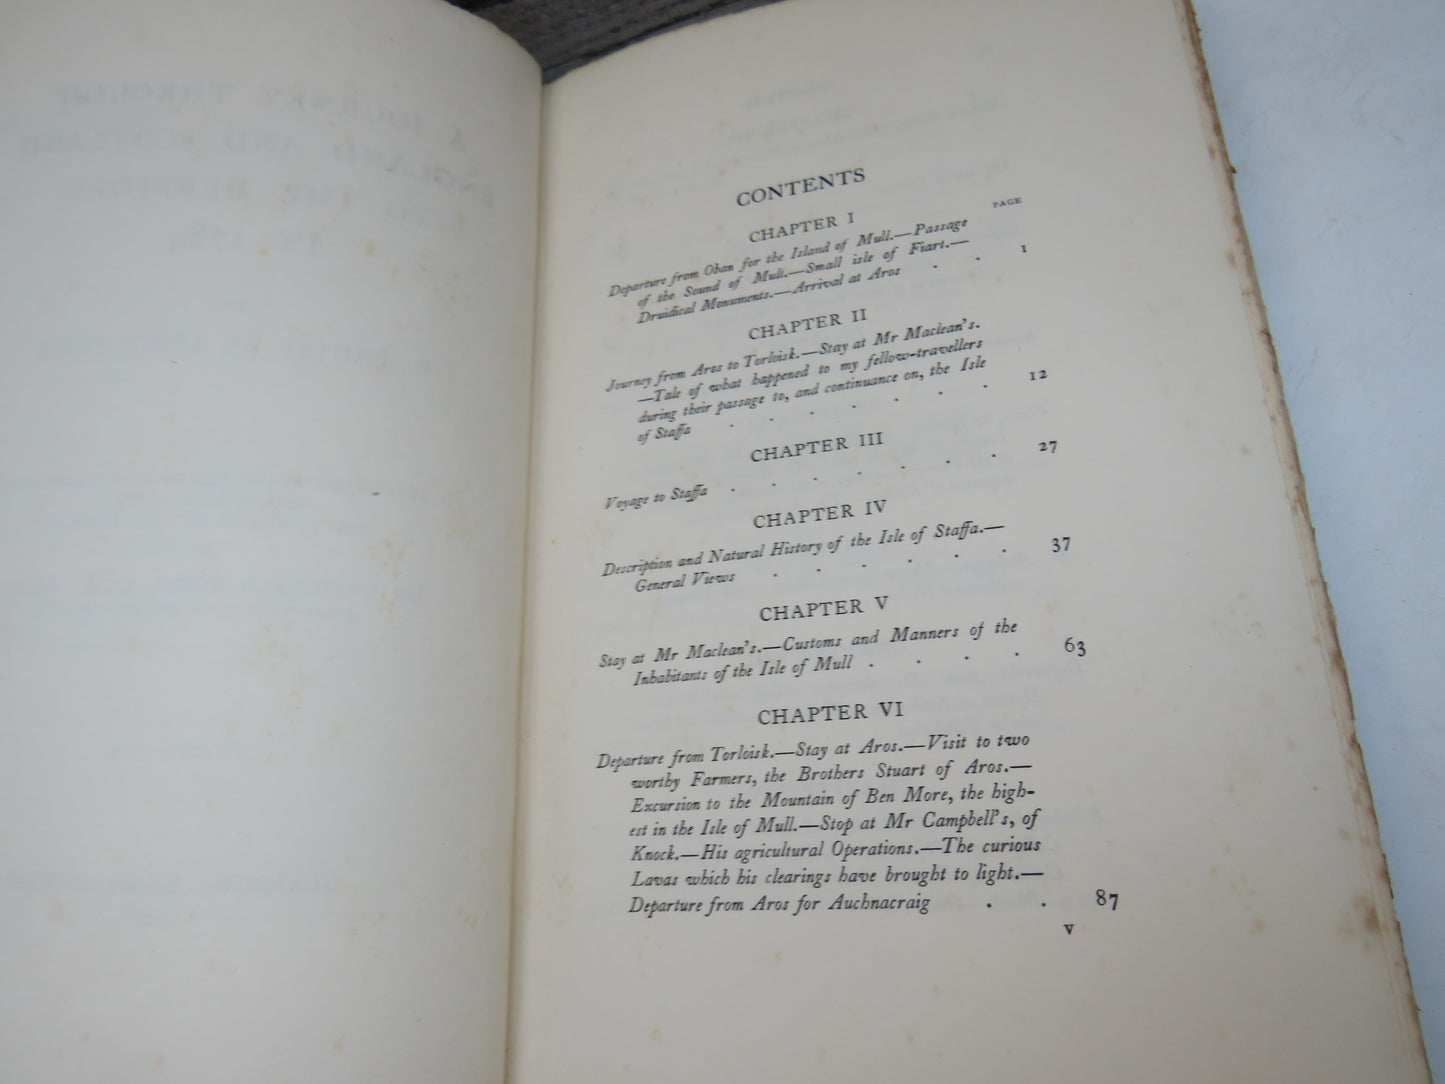 CONTENTS
CHAPTER I
PAGE
Departure from Oban for the Island of Mull.—Passage
of the Sound of Mull.—Small isle of Fiart.—
Druidical Monuments.—Arrival at Aros . . 1
CHAPTER II
Journey from Aros to Torloisk.—Stay at Mr Maclean's.
—Tale of what happened to my fellow-travellers
during their passage to, and continuance on, the Isle
of Staffa . . . . . . . 12
CHAPTER III
Voyage to Staffa . . . . . . . 27
CHAPTER IV
Description and Natural History of the Isle of Staffa.—
General Views . . . . . . 37
CHAPTER V
Stay at Mr Maclean's.—Customs and Manners of the
Inhabitants of the Isle of Mull . . . . 63
CHAPTER VI
Departure from Torloisk.—Stay at Aros.—Visit to two
worthy Farmers, the Brothers Stuart of Aros.—
Excursion to the Mountain of Ben More, the high-
est in the Isle of Mull.—Stop at Mr Campbell's, of
Knock.—His agricultural Operations.—The curious
Lavas which his clearings have brought to light.—
Departure from Aros for Auchnacraig . . 87
v